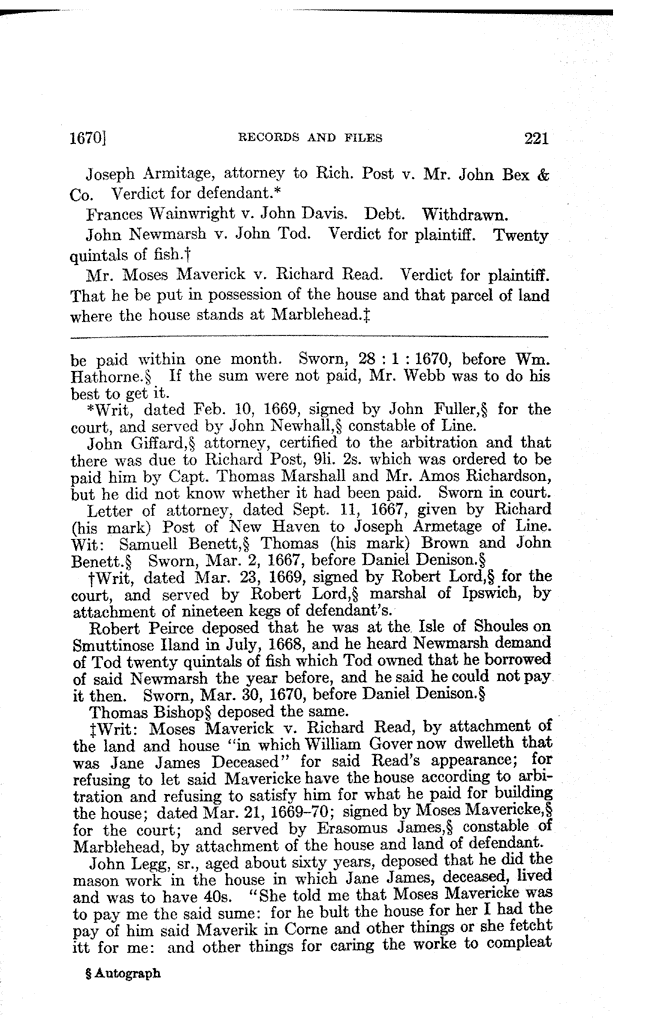 1670] RECORDS AND FILES 221
Joseph Armitage, attorney to Rich. Post v. Mr. John Bex &
Co. Verdict for defendant.*
Frances Wainwright v. John Davis. Debt. Withdrawn.
John Newmarsh v. John Tod. Verdict for plaintiff. Twenty
quintals of fish.†
Mr. Moses Maverick v. Richard Read. Verdict for plaintiff.
That he be put in possession of the house and that parcel of land
where the house stands at Marblehead.‡
be paid within one month. Sworn, 28 : 1 : 1670, before Wm.
Hathorne.§ If the sum were not paid, Mr. Webb was to do his
best to get it.
*Writ, dated Feb. 10, 1669, signed by John Fuller,§ for the
court, and served by John Newhall,§ constable of Line.
John Giffard,§ attorney, certified to the arbitration and that
there was due to Richard Post, 9li. 2s. which was ordered to be
paid him by Capt. Thomas Marshall and Mr. Amos Richardson,
but he did not know whether it had been paid. Sworn in court.
Letter of attorney, dated Sept. 11, 1667, given by Richard
(his mark) Post of New Haven to Joseph Armetage of Line.
Wit: Samuell Benett,§ Thomas (his mark) Brown and John
Benett.§ Sworn, Mar. 2, 1667, before Daniel Denison.§
†Writ, dated Mar. 23, 1669, signed by Robert Lord,§ for the
court, and served by Robert Lord,§ marshal of Ipswich, by
attachment of nineteen kegs of defendant's.
Robert Peirce deposed that he was at the Isle of Shoules on
Smuttinose Iland in July, 1668, and he heard Newmarsh demand
of Tod twenty quintals of fish which Tod owned that he borrowed
of said Newmarsh the year before, and he said he could not pay
it then. Sworn, Mar. 30, 1670, before Daniel Denison.§
Thomas Bishop§ deposed the same.
‡Writ: Moses Maverick v. Richard Read, by attachment of
the land and house "in which William Gover now dwelleth that
was Jane James Deceased" for said Read's appearance; for
refusing to let said Mavericke have the house according to arbi-
tration and refusing to satisfy him for what he paid for building
the house; dated Mar. 21, 1669-70; signed by Moses Mavericke,§
for the court; and served by Erasomus James,§ constable of
Marblehead, by attachment of the house and land of defendant.
John Legg, sr., aged about sixty years, deposed that he did the
mason work in the house in which Jane James, deceased, lived
and was to have 40s. "She told me that Moses Mavericke was
to pay me the said sume: for he bult the house for her I had the
pay of him said Maverik in Corne and other things or she fetcht
itt for me: and other things for caring the worke to compleat
§ Autograph